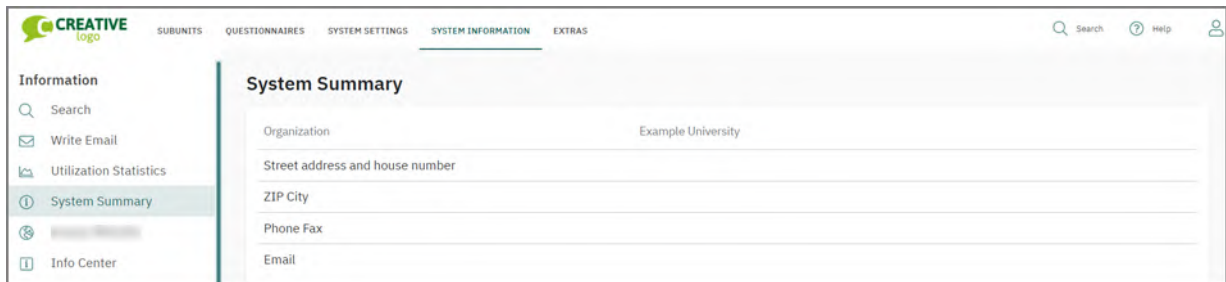 CREATIVE
logo
SUBUNITS QUESTIONNAIRES SYSTEM SETTINGS SYSTEM INFORMATION EXTRAS
Search Help
Information
Search
Write Email
Utilization Statistics
System Summary
Info Center
System Summary
Organization Example University
Street address and house number
ZIP City
Phone Fax
Email